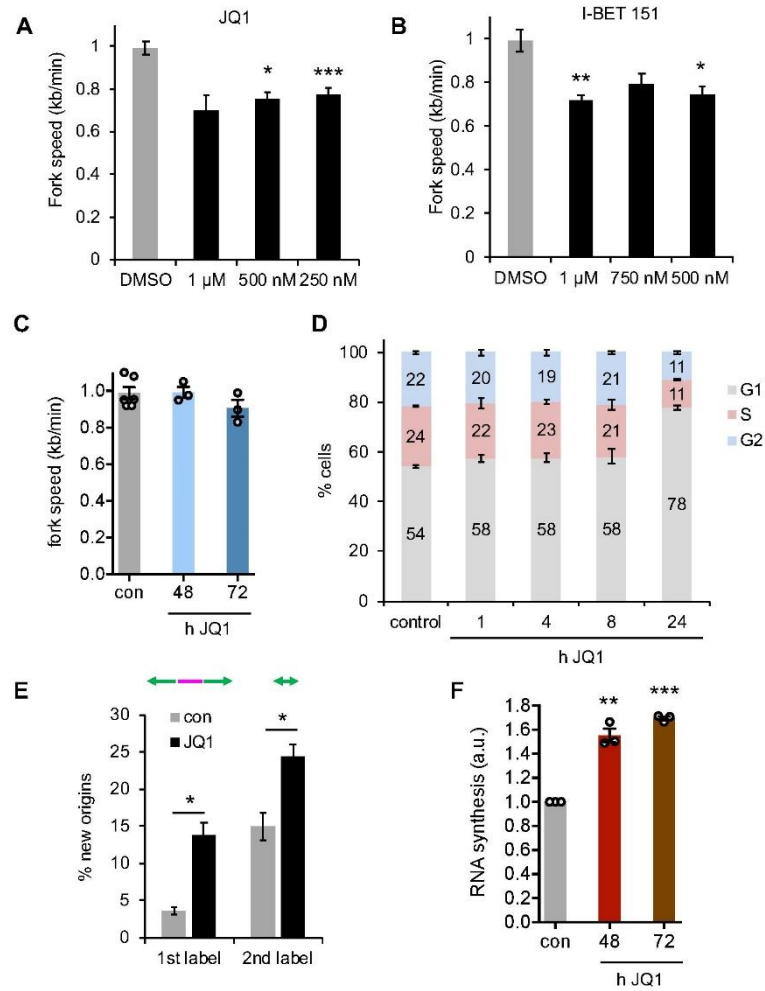 A
JQ1
Fork speed (kb/min)
1
0.8
0.6
0.4
0.2
0
*
***
DMSO 1 µM 500 nM 250 nM
B
I-BET 151
Fork speed (kb/min)
1
0.8
0.6
0.4
0.2
0
**
*
DMSO 1 µM 750 nM 500 nM
C
fork speed (kb/min)
1.0
0.8
0.6
0.4
0.2
0.0
con 48 72
h JQ1
D
% cells
100
80
60
40
20
0
22 20 19 21 11
24 22 23 21 11
54 58 58 58 78
G1
S
G2
control 1 4 8 24
h JQ1
E
% new origins
30
25
20
15
10
5
0
con
JQ1
*
*
1st label 2nd label
F
RNA synthesis (a.u.)
1.8
1.6
1.4
1.2
1.0
0.8
0.6
0.4
0.2
0.0
**
***
con 48 72
h JQ1